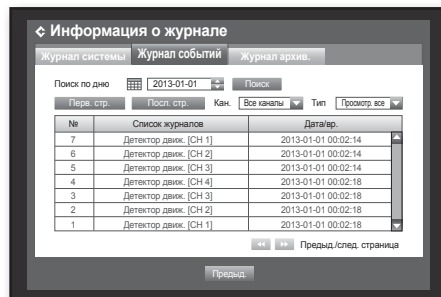 Информация о журнале
Журнал системы Журнал событий Журнал архив.
Поиск по дню 2013-01-01 Поиск
Перв. стр. Посл. стр. Кан. Все каналы Тип Просмотр. все
№ Список журналов Дата/вр.
7 Детектор движ. [CH 1] 2013-01-01 00:02:14
6 Детектор движ. [CH 2] 2013-01-01 00:02:14
5 Детектор движ. [CH 3] 2013-01-01 00:02:14
4 Детектор движ. [CH 4] 2013-01-01 00:02:18
3 Детектор движ. [CH 3] 2013-01-01 00:02:18
2 Детектор движ. [CH 2] 2013-01-01 00:02:18
1 Детектор движ. [CH 1] 2013-01-01 00:02:18
Предыд./след. страница
Предыд.